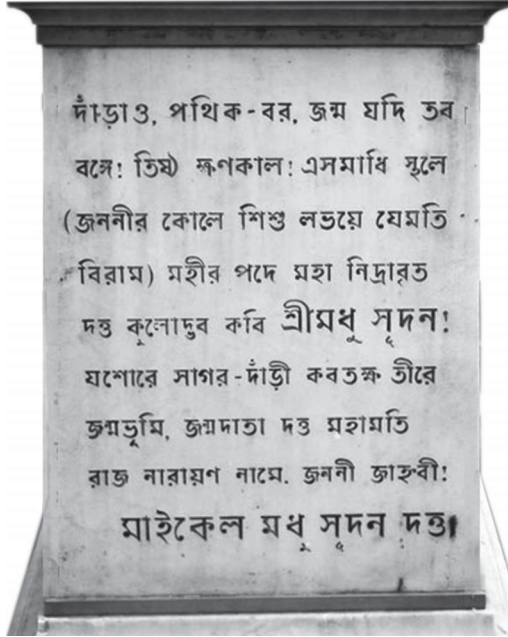 দাঁড়াও, পথিক-বর, জন্ম যদি তব
বঙ্গে! তিষ্ঠ ক্ষণকাল! এসমাধি স্থলে
(জননীর কোলে শিশু লভয়ে যেমতি
বিরাম) মহীর পদে মহা নিদ্রাবৃত
দত্ত কুলোদ্ভব কবি শ্রীমধুসূদন!
যশোরে সাগর-দাঁড়ী কবতক্ষ তীরে
জন্মভূমি, জন্মদাতা দত্ত মহামতি
রাজ নারায়ণ নামে, জননী জাহ্নবী!
মাইকেল মধুসূদন দত্ত।